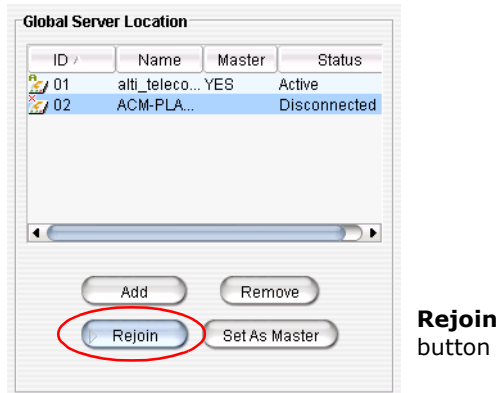 Global Server Location
ID Name Master Status
A 01 alti_teleco... YES Active
X 02 ACM-PLA... Disconnected
Add Remove
Rejoin Set As Master
Rejoin
button